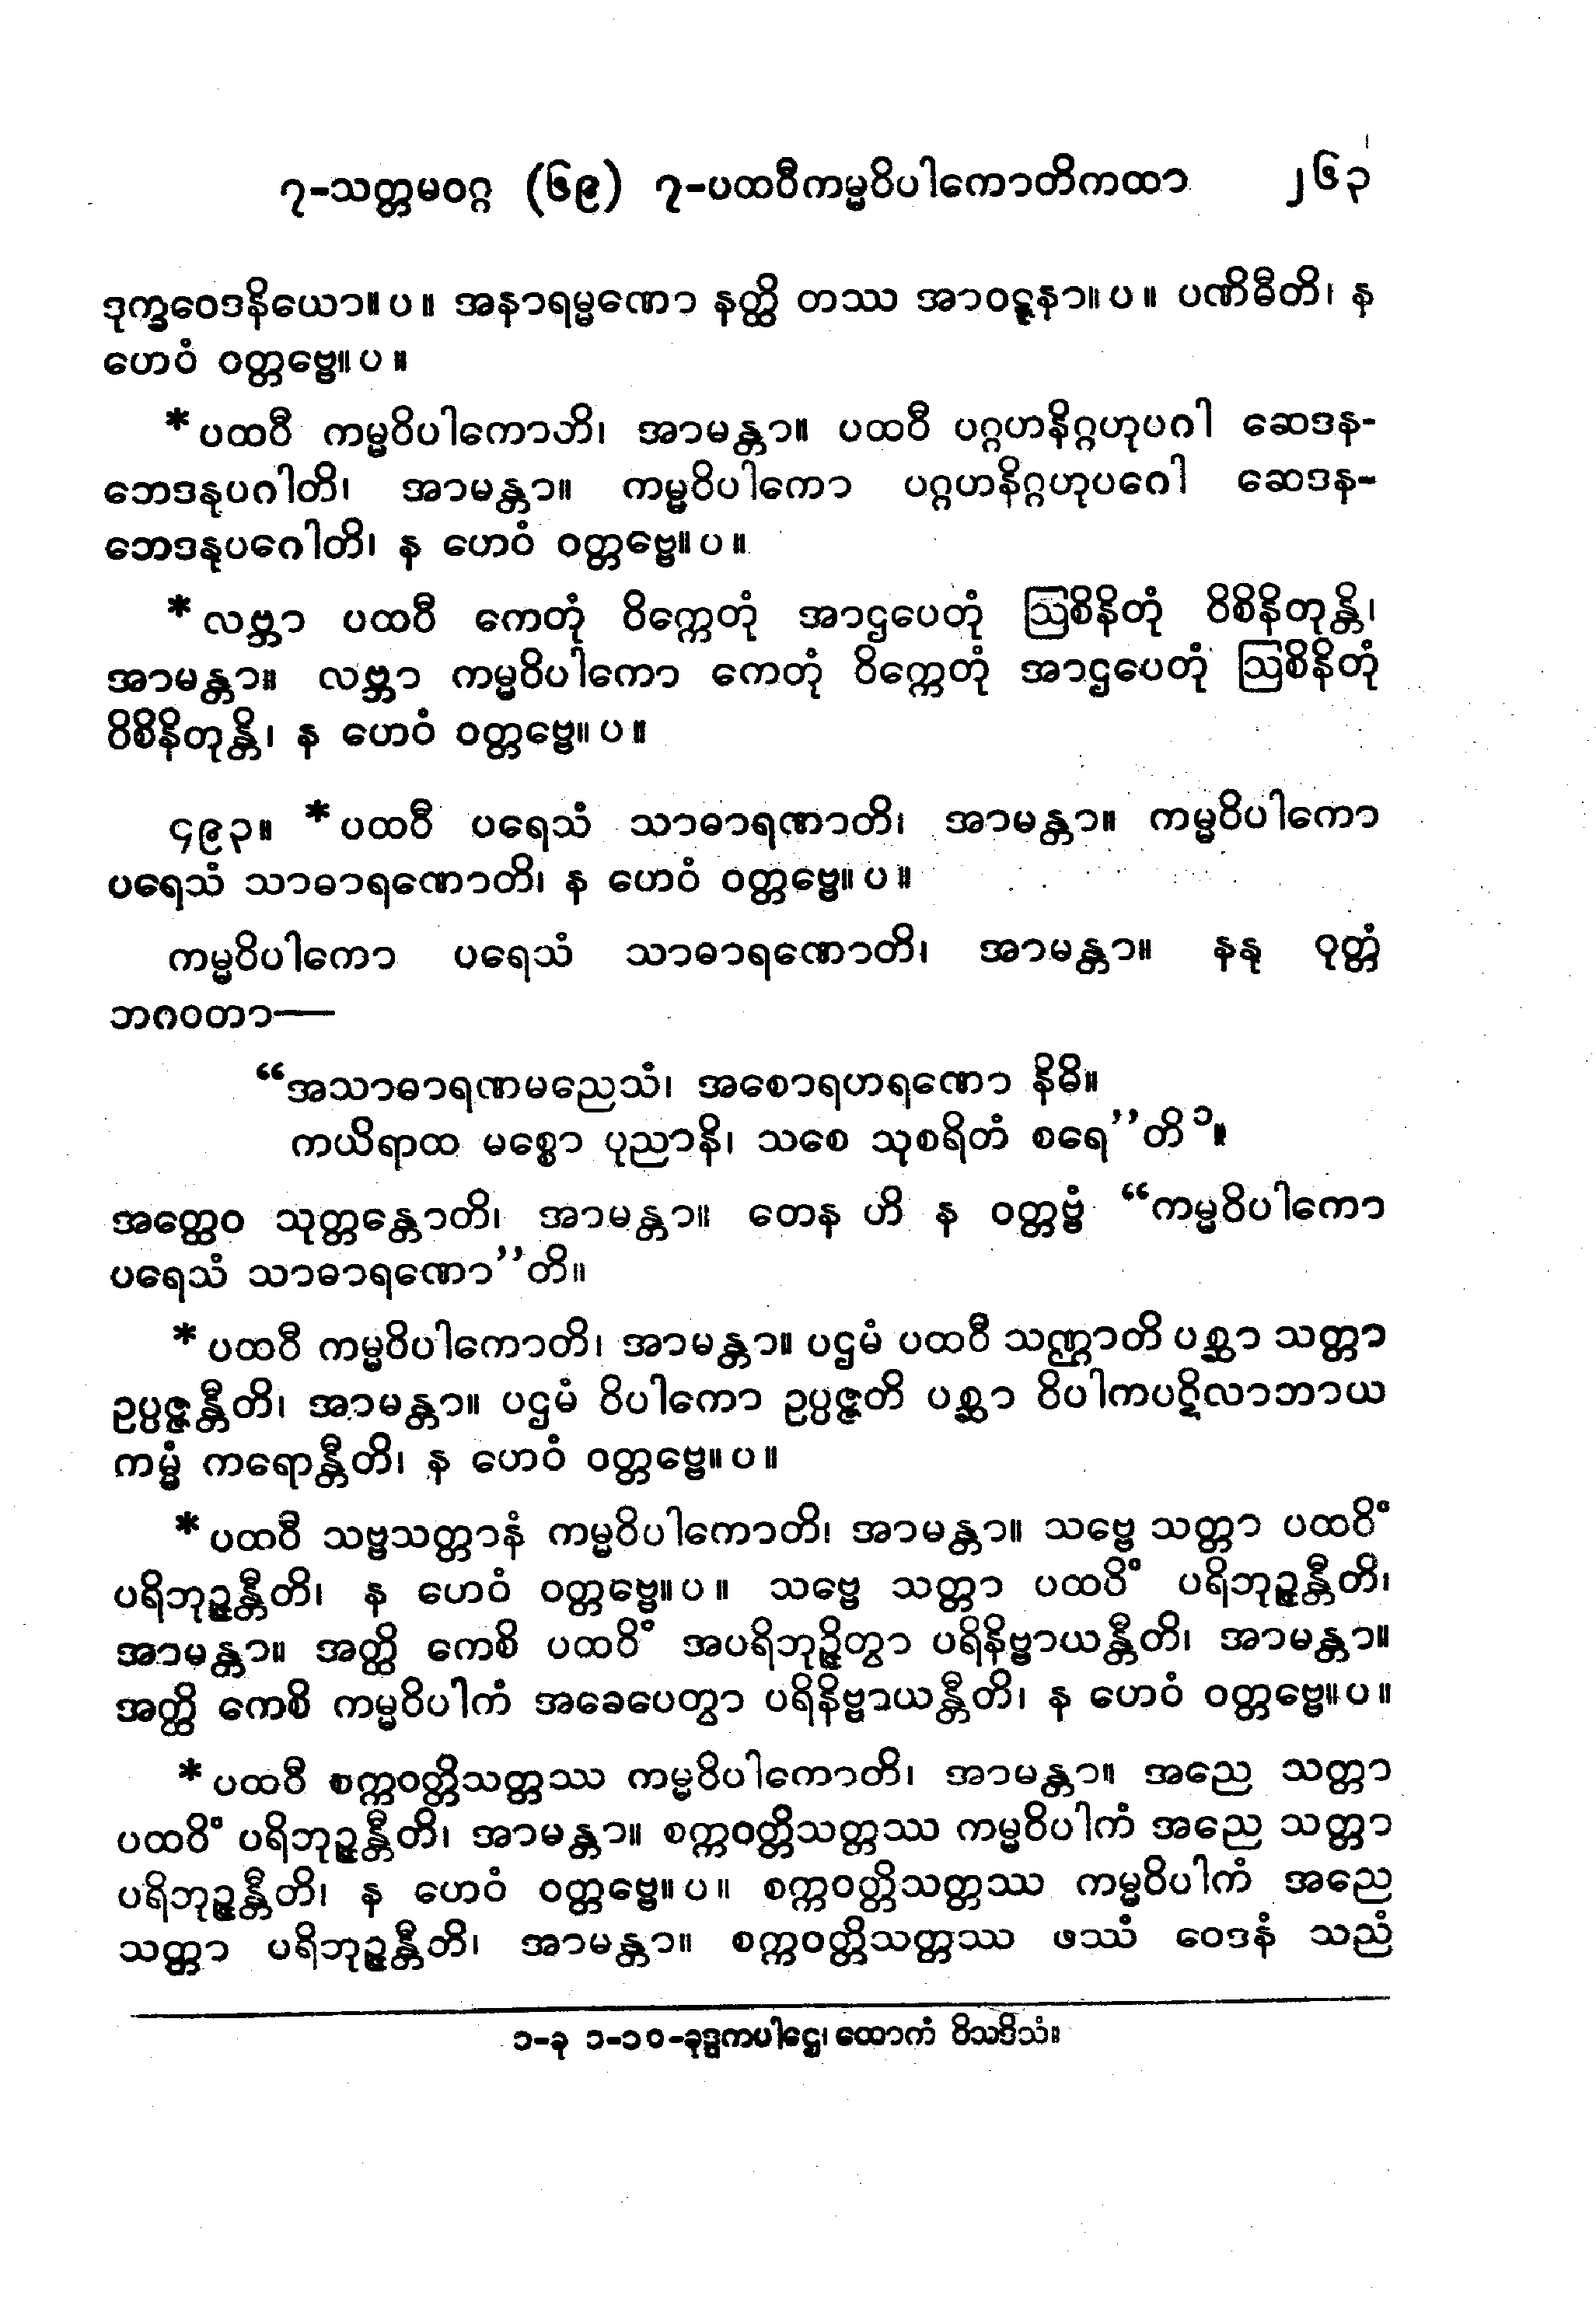 ၇-သတ္တမဝဂ္ဂ (၆၉) ၇-ပထဝီကမ္မဝိပါကောတိကထာ ၂၆၃
ဒုက္ခဝေဒနိယော။ ပ ။ အနာရမ္မဏော နတ္ထိ တဿ အာဝဋ္ဋနာ။ ပ ။ ပဏိဓီတိ၊ န
ဟေဝံ ဝတ္တဗ္ဗေ။ ပ ။
*ပထဝီ ကမ္မဝိပါကောတိ၊ အာမန္တာ။ ပထဝီ ပဂ္ဂဟနိဂ္ဂဟုပဂါ ဆေဒန-
ဘေဒနုပဂါတိ၊ အာမန္တာ။ ကမ္မဝိပါကော ပဂ္ဂဟနိဂ္ဂဟုပဂေါ ဆေဒန-
ဘေဒနုပဂေါတိ၊ န ဟေဝံ ဝတ္တဗ္ဗေ။ ပ ။
*လဗ္ဘာ ပထဝီ ကေတုံ ဝိက္ကေတုံ အာဌပေတုံ ဩစိနိတုံ ဝိစိနိတုန္တိ၊
အာမန္တာ။ လဗ္ဘာ ကမ္မဝိပါကော ကေတုံ ဝိက္ကေတုံ အာဌပေတုံ ဩစိနိတုံ
ဝိစိနိတုန္တိ၊ န ဟေဝံ ဝတ္တဗ္ဗေ။ ပ ။
၄၉၃။ *ပထဝီ ပရေသံ သာဓာရဏာတိ၊ အာမန္တာ။ ကမ္မဝိပါကော
ပရေသံ သာဓာရဏောတိ၊ န ဟေဝံ ဝတ္တဗ္ဗေ။ ပ ။
ကမ္မဝိပါကော ပရေသံ သာဓာရဏောတိ၊ အာမန္တာ။ နနု ဝုတ္တံ
ဘဂဝတာ—
“အသာဓာရဏမညေသံ၊ အစောရဟရဏော နိဓိ။
ကယိရာထ မစ္စော ပုညာနိ၊ သစေ သုစရိတံ စရေ”တိ ၁။
အတ္ထေဝ သုတ္တန္တောတိ၊ အာမန္တာ။ တေန ဟိ န ဝတ္တဗ္ဗံ “ကမ္မဝိပါကော
ပရေသံ သာဓာရဏော”တိ။
*ပထဝီ ကမ္မဝိပါကောတိ၊ အာမန္တာ။ ပဌမံ ပထဝီ သဏ္ဌာတိ ပစ္ဆာ သတ္တာ
ဥပ္ပဇ္ဇန္တီတိ၊ အာမန္တာ။ ပဌမံ ဝိပါကော ဥပ္ပဇ္ဇတိ ပစ္ဆာ ဝိပါကပဋိလာဘာယ
ကမ္မံ ကရောန္တီတိ၊ န ဟေဝံ ဝတ္တဗ္ဗေ။ ပ ။
*ပထဝီ သဗ္ဗသတ္တာနံ ကမ္မဝိပါကောတိ၊ အာမန္တာ။ သဗ္ဗေ သတ္တာ ပထဝိံ
ပရိဘုဉ္ဇန္တီတိ၊ န ဟေဝံ ဝတ္တဗ္ဗေ။ ပ ။ သဗ္ဗေ သတ္တာ ပထဝိံ ပရိဘုဉ္ဇန္တီတိ၊
အာမန္တာ။ အတ္ထိ ကေစိ ပထဝိံ အပရိဘုဉ္ဇိတွာ ပရိနိဗ္ဗာယန္တီတိ၊ အာမန္တာ။
အတ္ထိ ကေစိ ကမ္မဝိပါကံ အခေပေတွာ ပရိနိဗ္ဗာယန္တီတိ၊ န ဟေဝံ ဝတ္တဗ္ဗေ။ ပ ။
*ပထဝီ စက္ကဝတ္တိသတ္တဿ ကမ္မဝိပါကောတိ၊ အာမန္တာ။ အညေ သတ္တာ
ပထဝိံ ပရိဘုဉ္ဇန္တီတိ၊ အာမန္တာ။ စက္ကဝတ္တိသတ္တဿ ကမ္မဝိပါကံ အညေ သတ္တာ
ပရိဘုဉ္ဇန္တီတိ၊ န ဟေဝံ ဝတ္တဗ္ဗေ။ ပ ။ စက္ကဝတ္တိသတ္တဿ ကမ္မဝိပါကံ အညေ
သတ္တာ ပရိဘုဉ္ဇန္တီတိ၊ အာမန္တာ။ စက္ကဝတ္တိသတ္တဿ ဖဿံ ဝေဒနံ သညံ
၁-ခု ၁-၁၀-ခုဒ္ဒကပါဌေ၊ ထောကံ ဝိသဒိသံ။